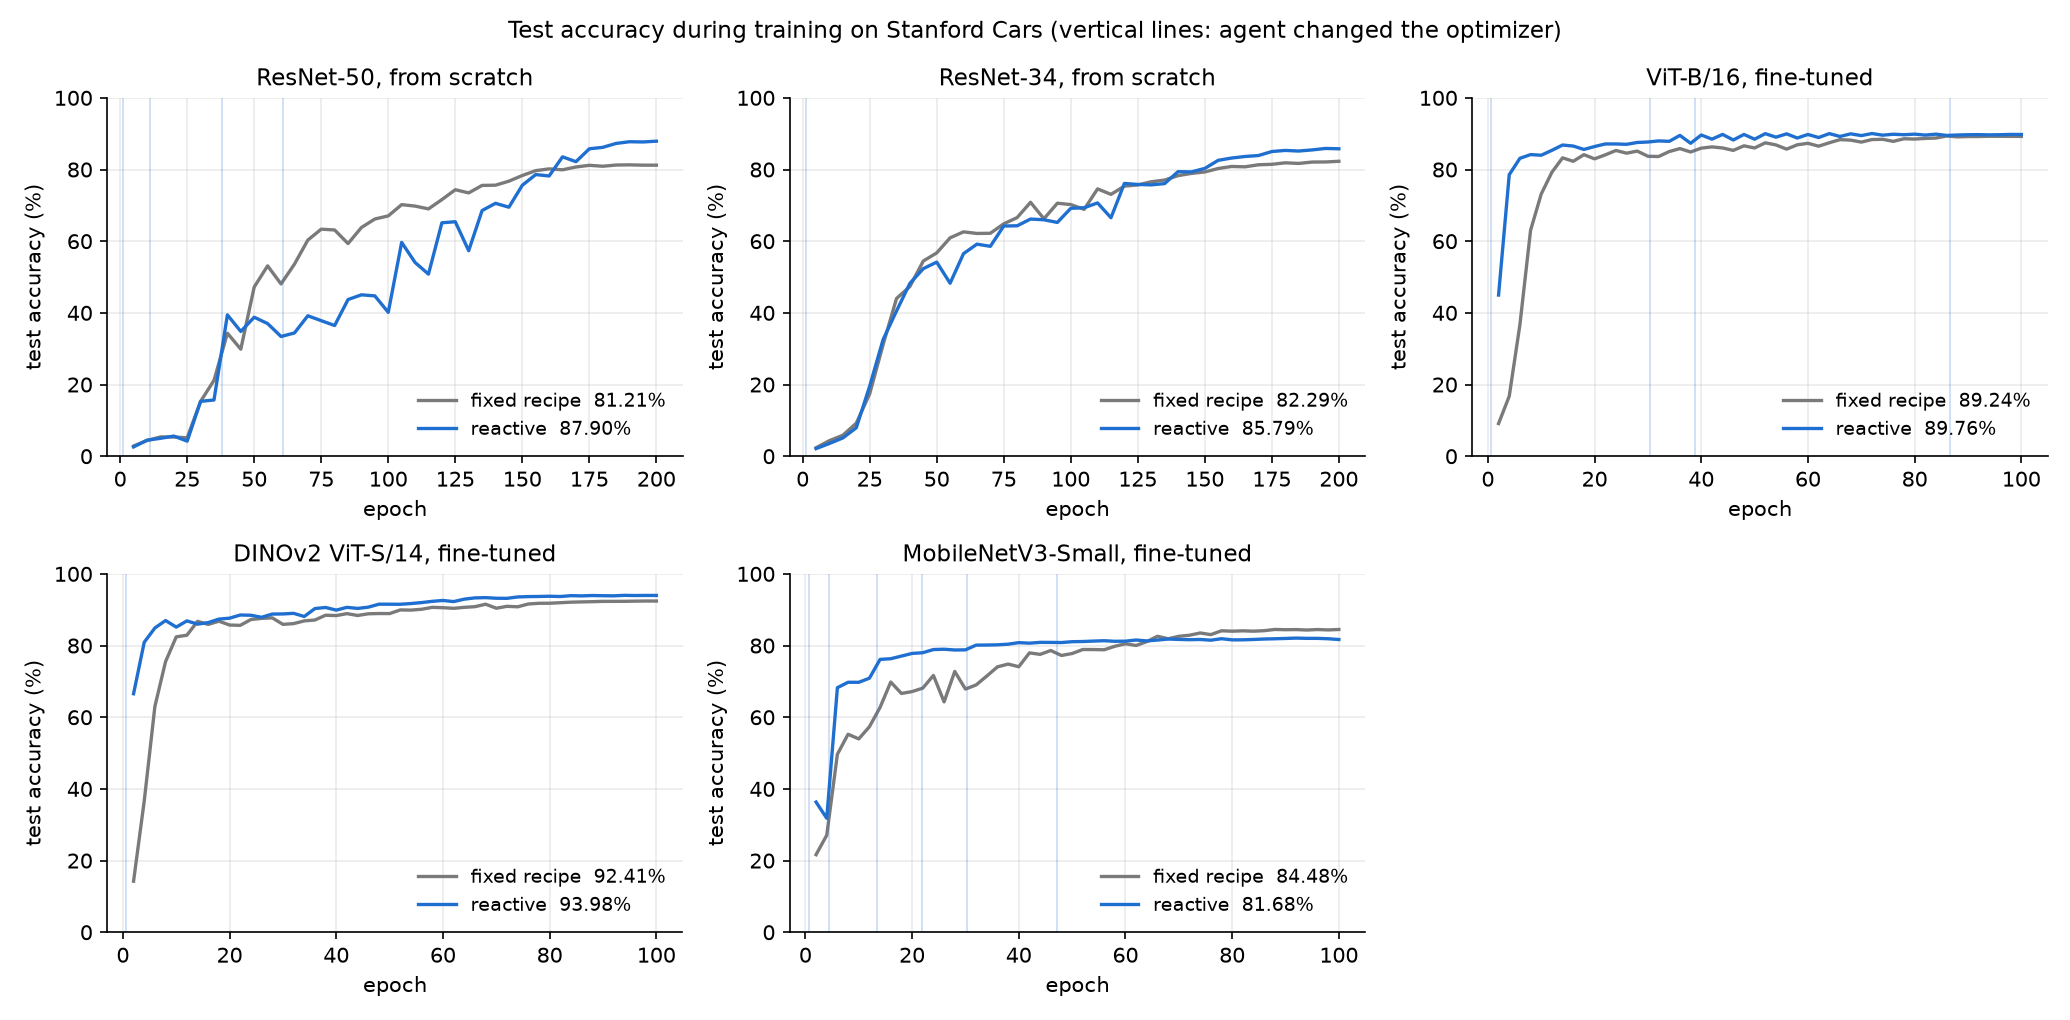 Test accuracy during training on Stanford Cars (vertical lines: agent changed the optimizer)
ResNet-50, from scratch
100
80
60
40
20
0
test accuracy (%)
fixed recipe 81.21%
reactive 87.90%
0 25 50 75 100 125 150 175 200
epoch
ResNet-34, from scratch
100
80
60
40
20
0
test accuracy (%)
fixed recipe 82.29%
reactive 85.79%
0 25 50 75 100 125 150 175 200
epoch
ViT-B/16, fine-tuned
100
80
60
40
20
0
test accuracy (%)
fixed recipe 89.24%
reactive 89.76%
0 20 40 60 80 100
epoch
DINOv2 ViT-S/14, fine-tuned
100
80
60
40
20
0
test accuracy (%)
fixed recipe 92.41%
reactive 93.98%
0 20 40 60 80 100
epoch
MobileNetV3-Small, fine-tuned
100
80
60
40
20
0
test accuracy (%)
fixed recipe 84.48%
reactive 81.68%
0 20 40 60 80 100
epoch